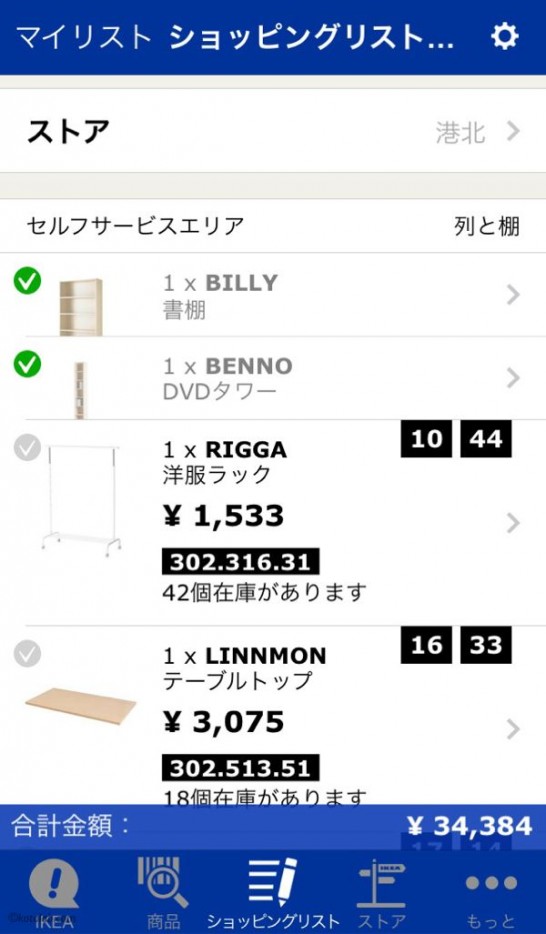 マイリスト ショッピングリスト...
ストア 港北
セルフサービスエリア 列と棚
1 x BILLY
書棚
1 x BENNO
DVDタワー
1 x RIGGA 10 44
洋服ラック
¥ 1,533
302.316.31
42個在庫があります
1 x LINNMON 16 33
テーブルトップ
¥ 3,075
302.513.51
18個在庫があります
合計金額： ¥ 34,384
17 14
IKEA
IKEA 商品 ショッピングリスト ストア もっと